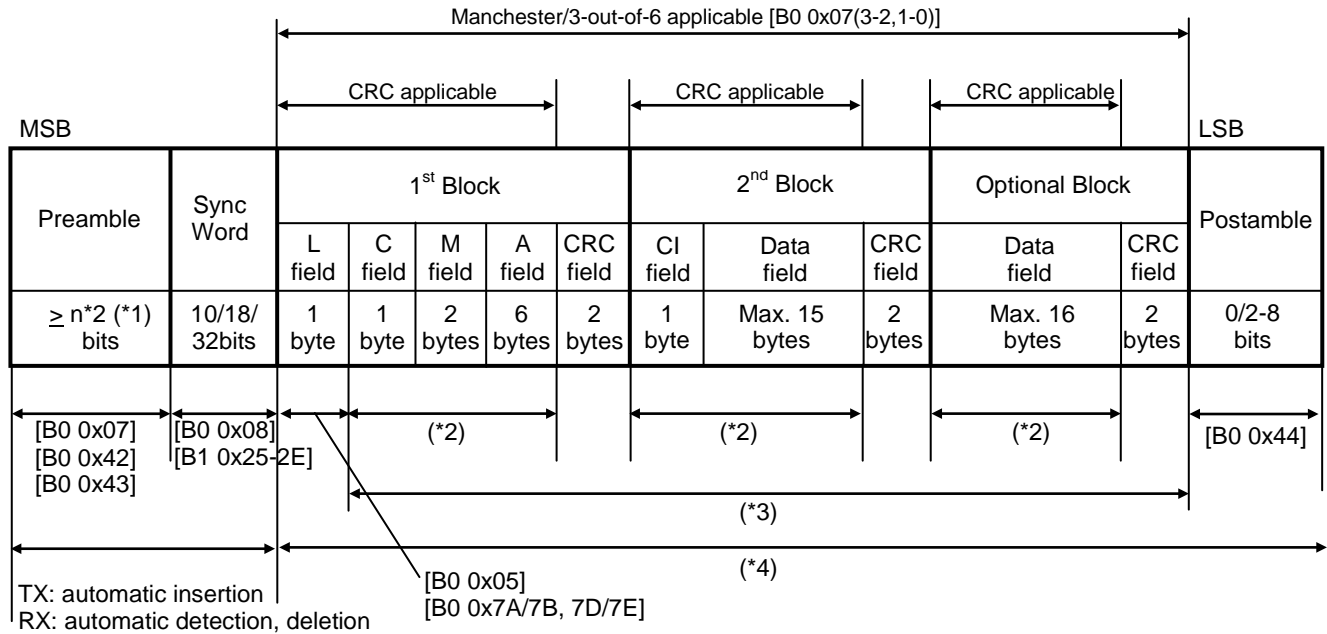 Manchester/3-out-of-6 applicable [B0 0x07(3-2,1-0)]
CRC applicable
CRC applicable
CRC applicable
MSB
LSB
Preamble
Sync
Word
1st Block
2nd Block
Optional Block
Postamble
L
field
C
field
M
field
A
field
CRC
field
CI
field
Data
field
CRC
field
Data
field
CRC
field
≥ n*2 (*1)
bits
10/18/
32bits
1
byte
1
byte
2
bytes
6
bytes
2
bytes
1
byte
Max. 15
bytes
2
bytes
Max. 16
bytes
2
bytes
0/2-8
bits
[B0 0x07]
[B0 0x42]
[B0 0x43]
[B0 0x08]
[B1 0x25-2E]
(*2)
(*2)
(*2)
[B0 0x44]
(*3)
(*4)
[B0 0x05]
[B0 0x7A/7B, 7D/7E]
TX: automatic insertion
RX: automatic detection, deletion